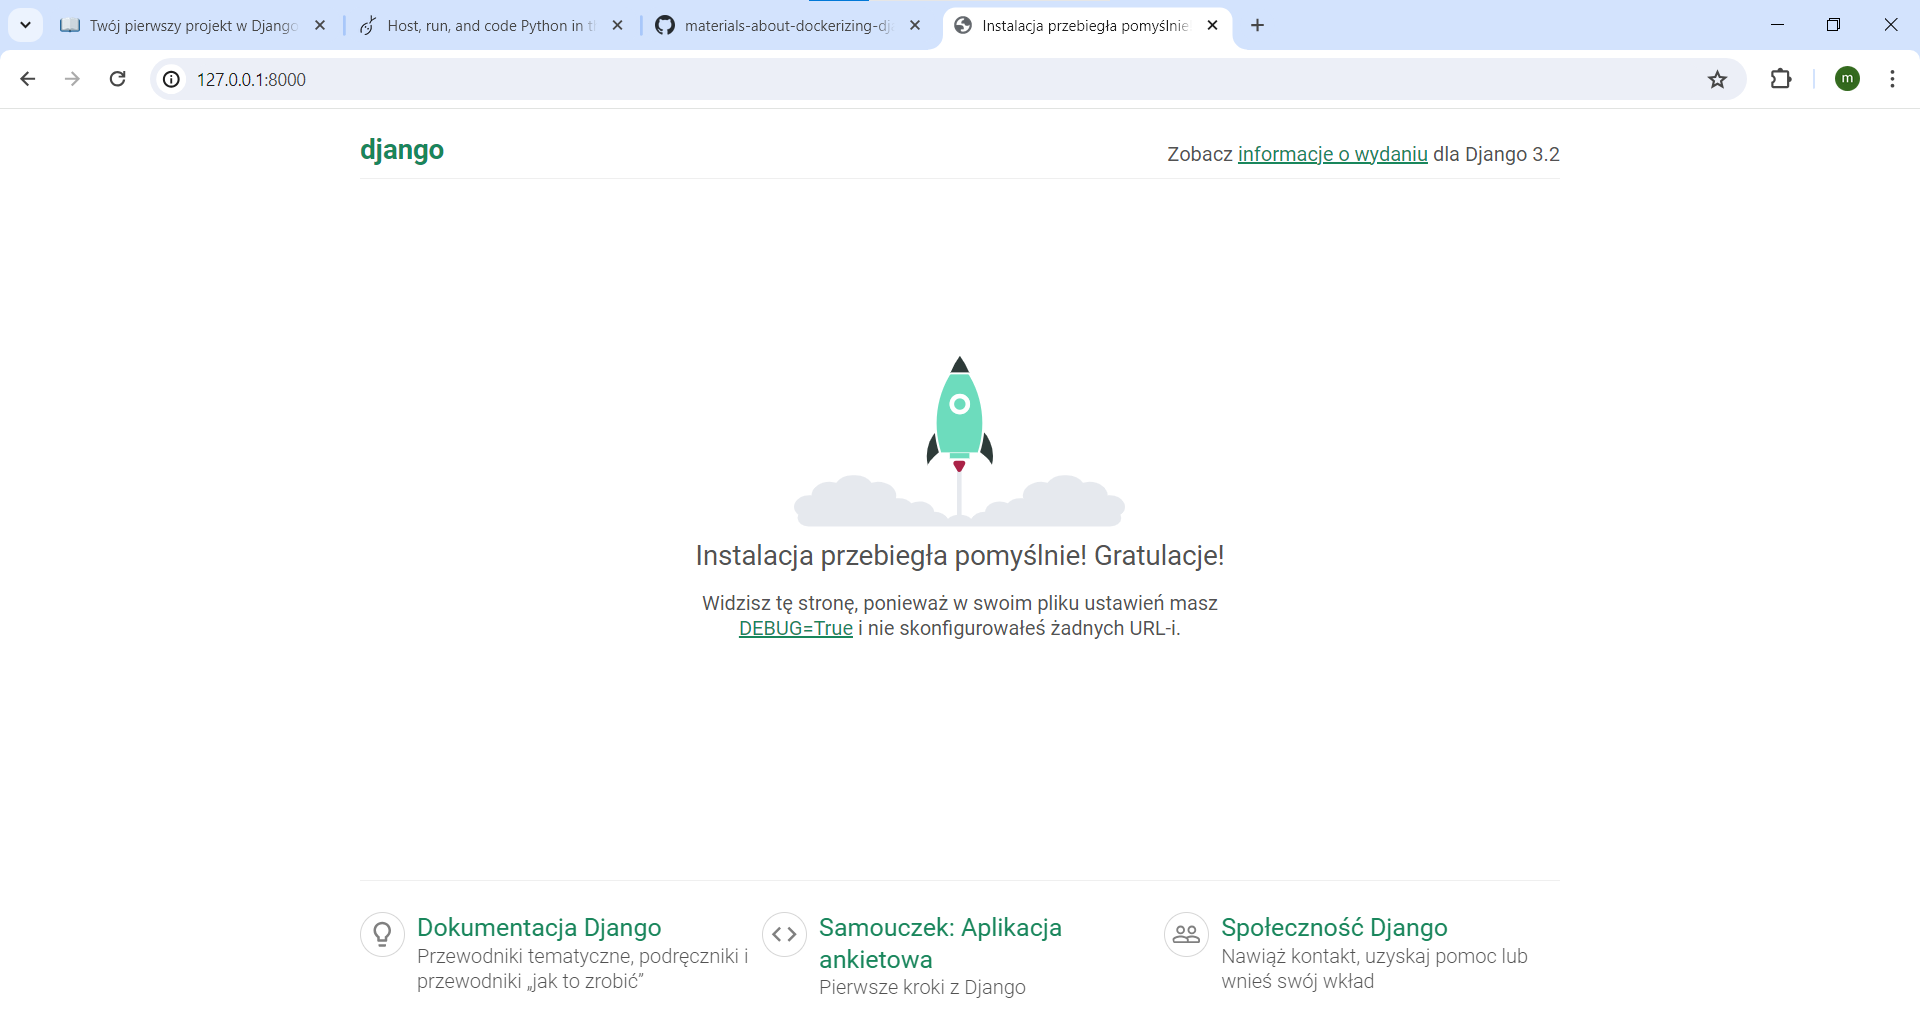 Twój pierwszy projekt w Django
Host, run, and code Python in th
materials-about-dockerizing-dj
Instalacja przebiegła pomyślnie
127.0.0.1:8000
m
django
Zobacz informacje o wydaniu dla Django 3.2
Instalacja przebiegła pomyślnie! Gratulacje!
Widzisz tę stronę, ponieważ w swoim pliku ustawień masz
DEBUG=True i nie skonfigurowałeś żadnych URL-i.
Dokumentacja Django
Przewodniki tematyczne, podręczniki i
przewodniki „jak to zrobić”
Samouczek: Aplikacja
ankietowa
Pierwsze kroki z Django
Społeczność Django
Nawiąż kontakt, uzyskaj pomoc lub
wnieś swój wkład